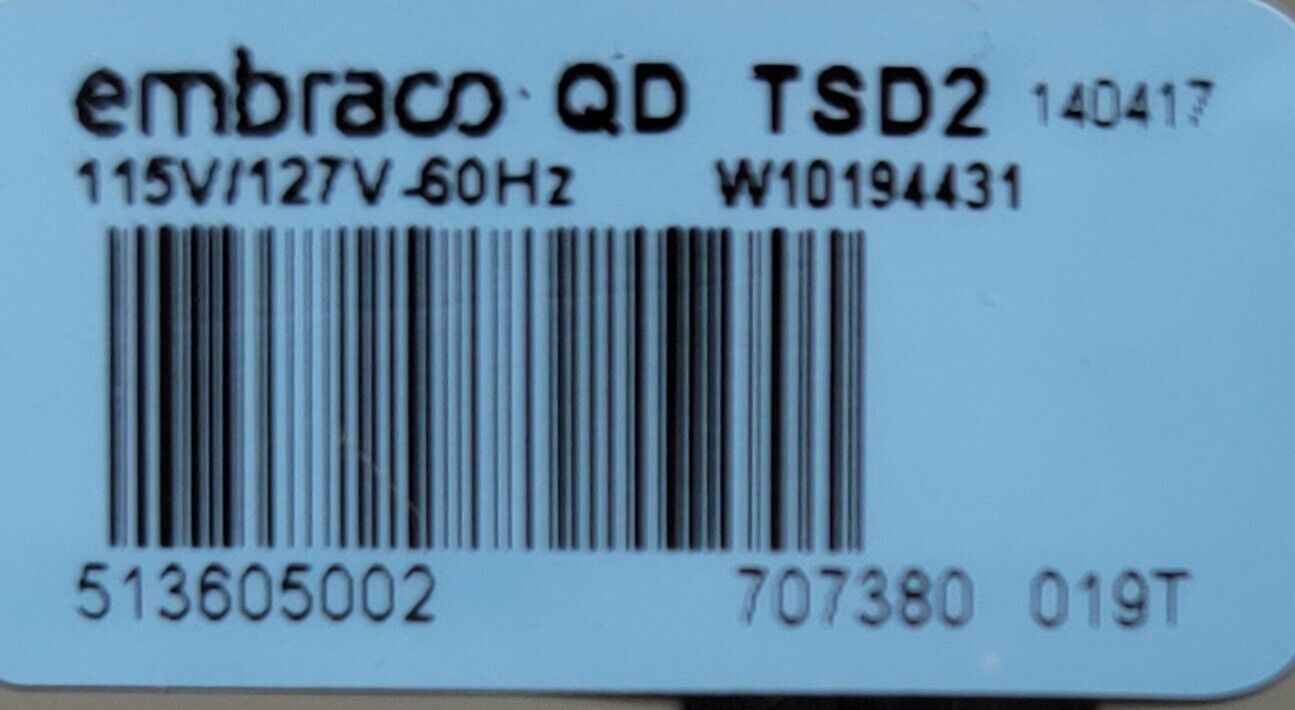 embraco QD TSD2 140417
115V/127V-60Hz W10194431
513605002 707380 019T